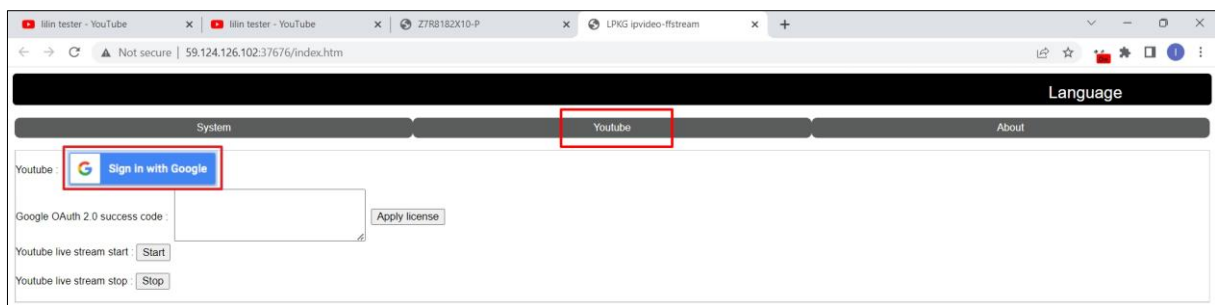 lilin tester - YouTube lilin tester - YouTube Z7R8182X10-P LPKG ipvideo-ffstream
Not secure | 59.124.126.102:37676/index.htm
Language
System Youtube About
Youtube : Sign in with Google
Google OAuth 2.0 success code : Apply license
Youtube live stream start : Start
Youtube live stream stop : Stop